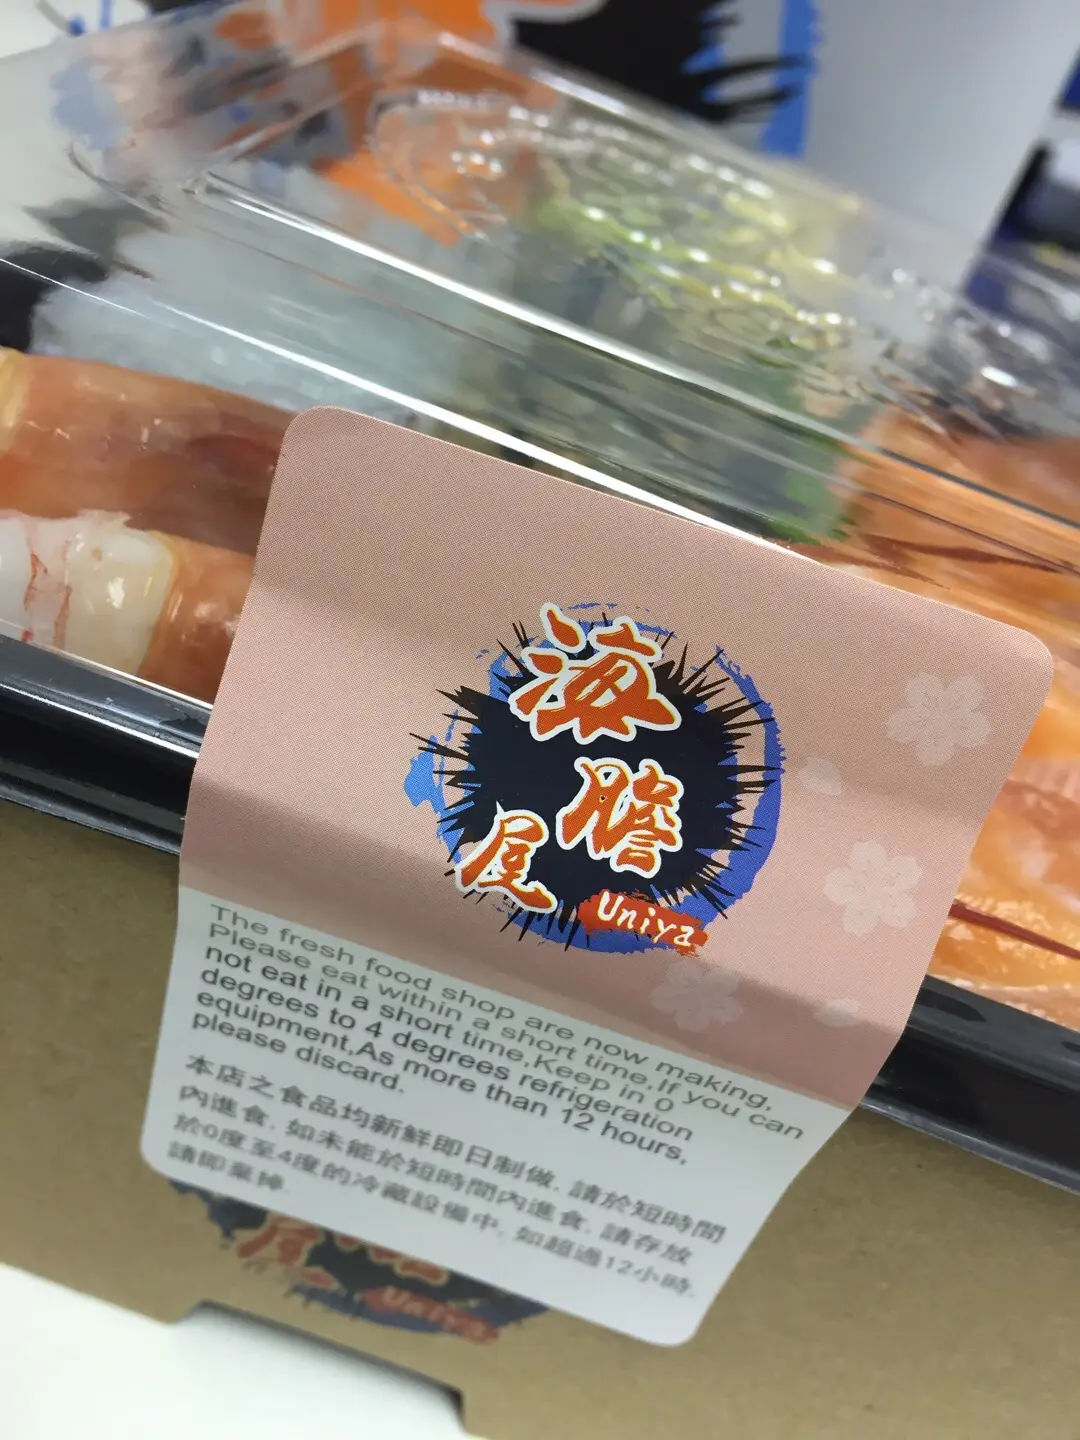 海
膽
屋
Uniya
The fresh food shop are now making,
Please eat within a short time,If you can
not eat in a short time,Keep in 0
degrees to 4 degrees refrigeration
equipment,As more than 12 hours,
please discard.
本店之食品均新鮮即日制做, 請於短時間
內進食, 如未能於短時間內進食, 請存放
於0度至4度的冷藏設備中, 如超過12小時,
請即棄掉.
屋
Uniya